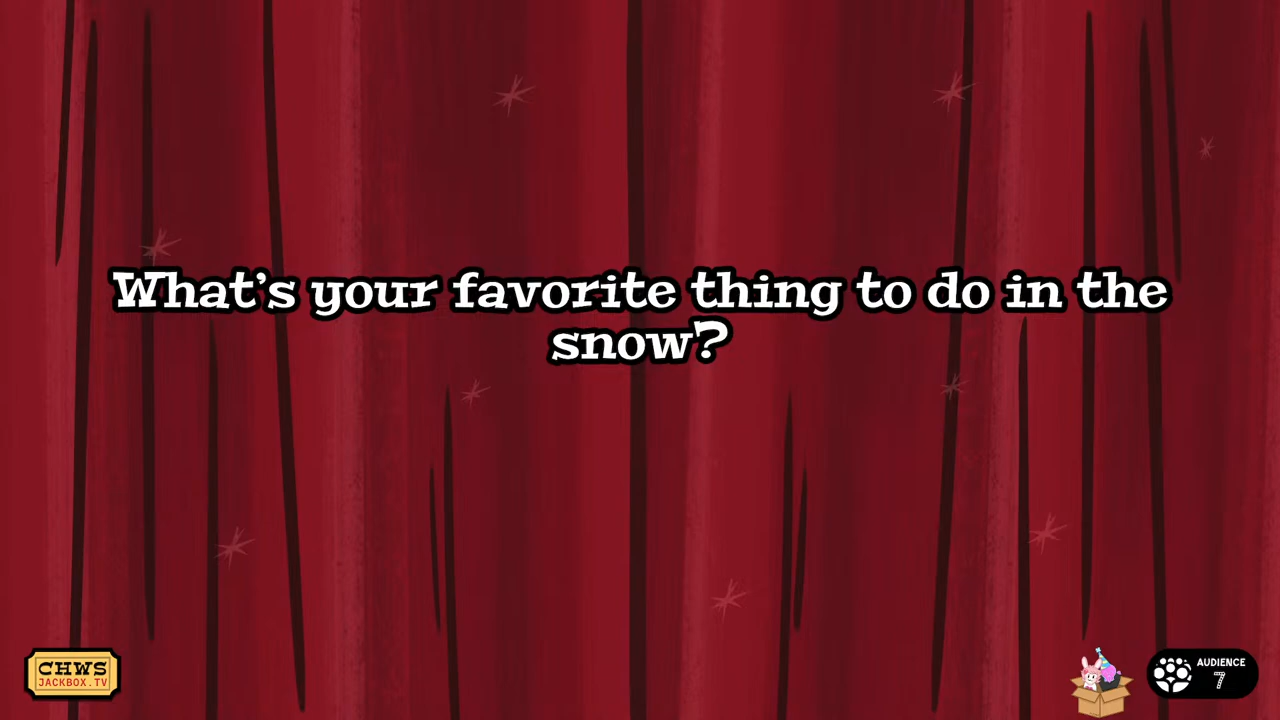 What's your favorite thing to do in the
snow?
CHWS
JACKBOX.TV
AUDIENCE
7